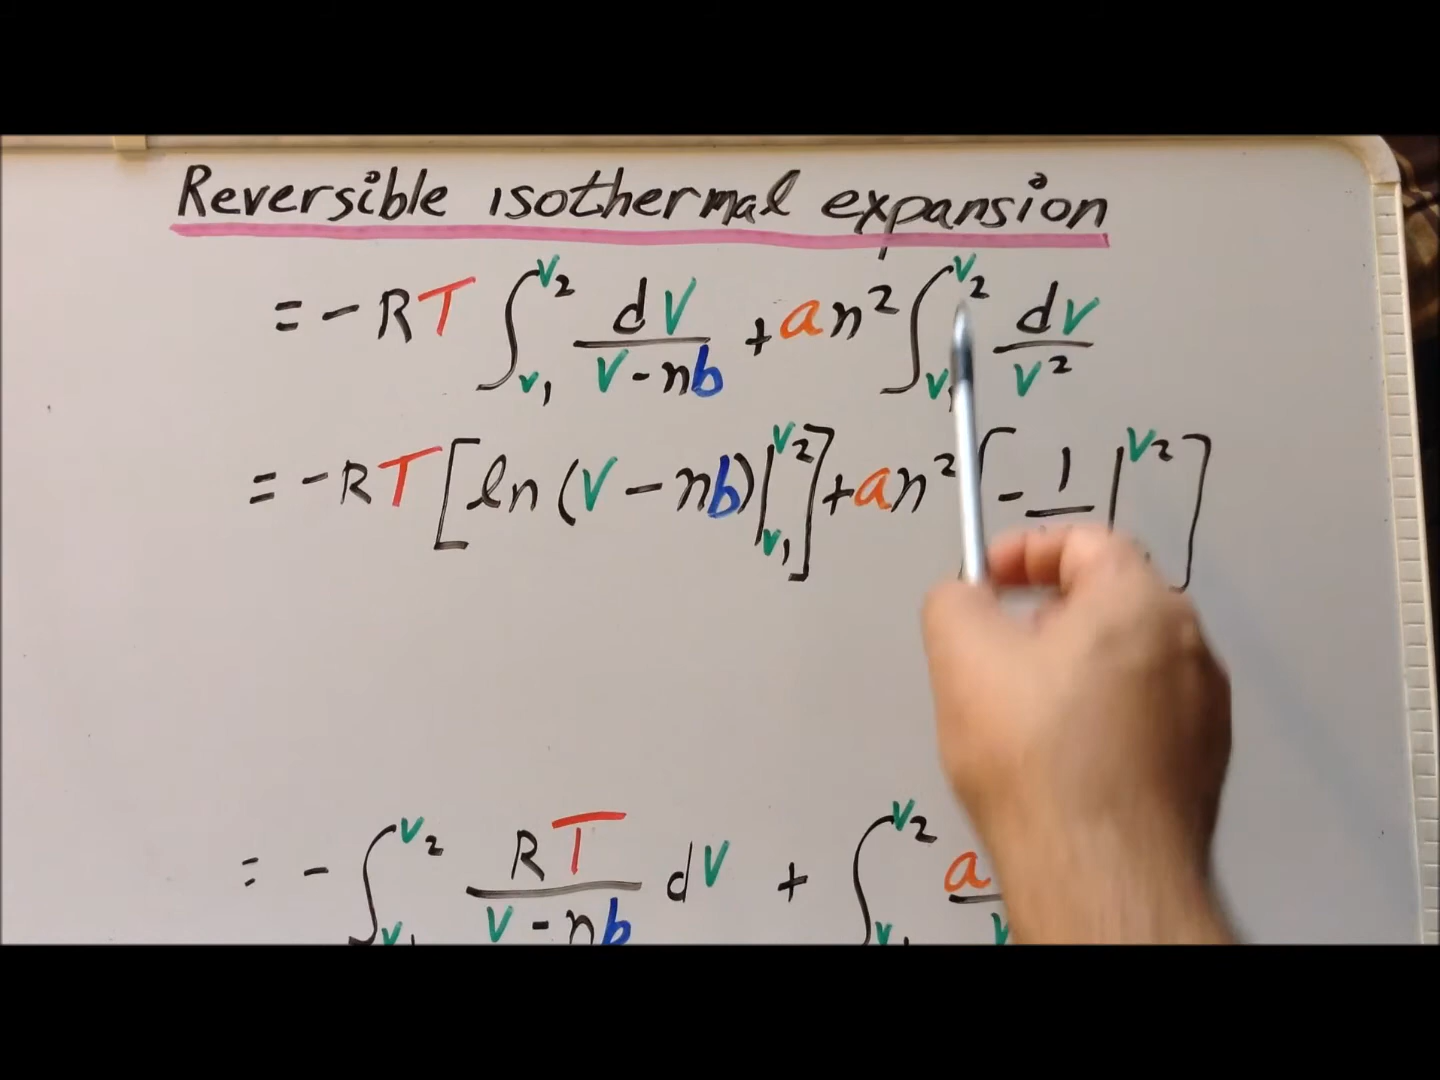 Reversible isothermal expansion
= - RT ∫_{V₁}^{V₂} dV / (V - nb) + an² ∫_{V₁}^{V₂} dV / V²
= - RT [ ln (V - nb) |_{V₁}^{V₂} ] + an² [ - 1 | ^{V₂} ]
= - ∫_{V₁}^{V₂} RT / (V - nb) dV + ∫_{V₁}^{V₂} a / V